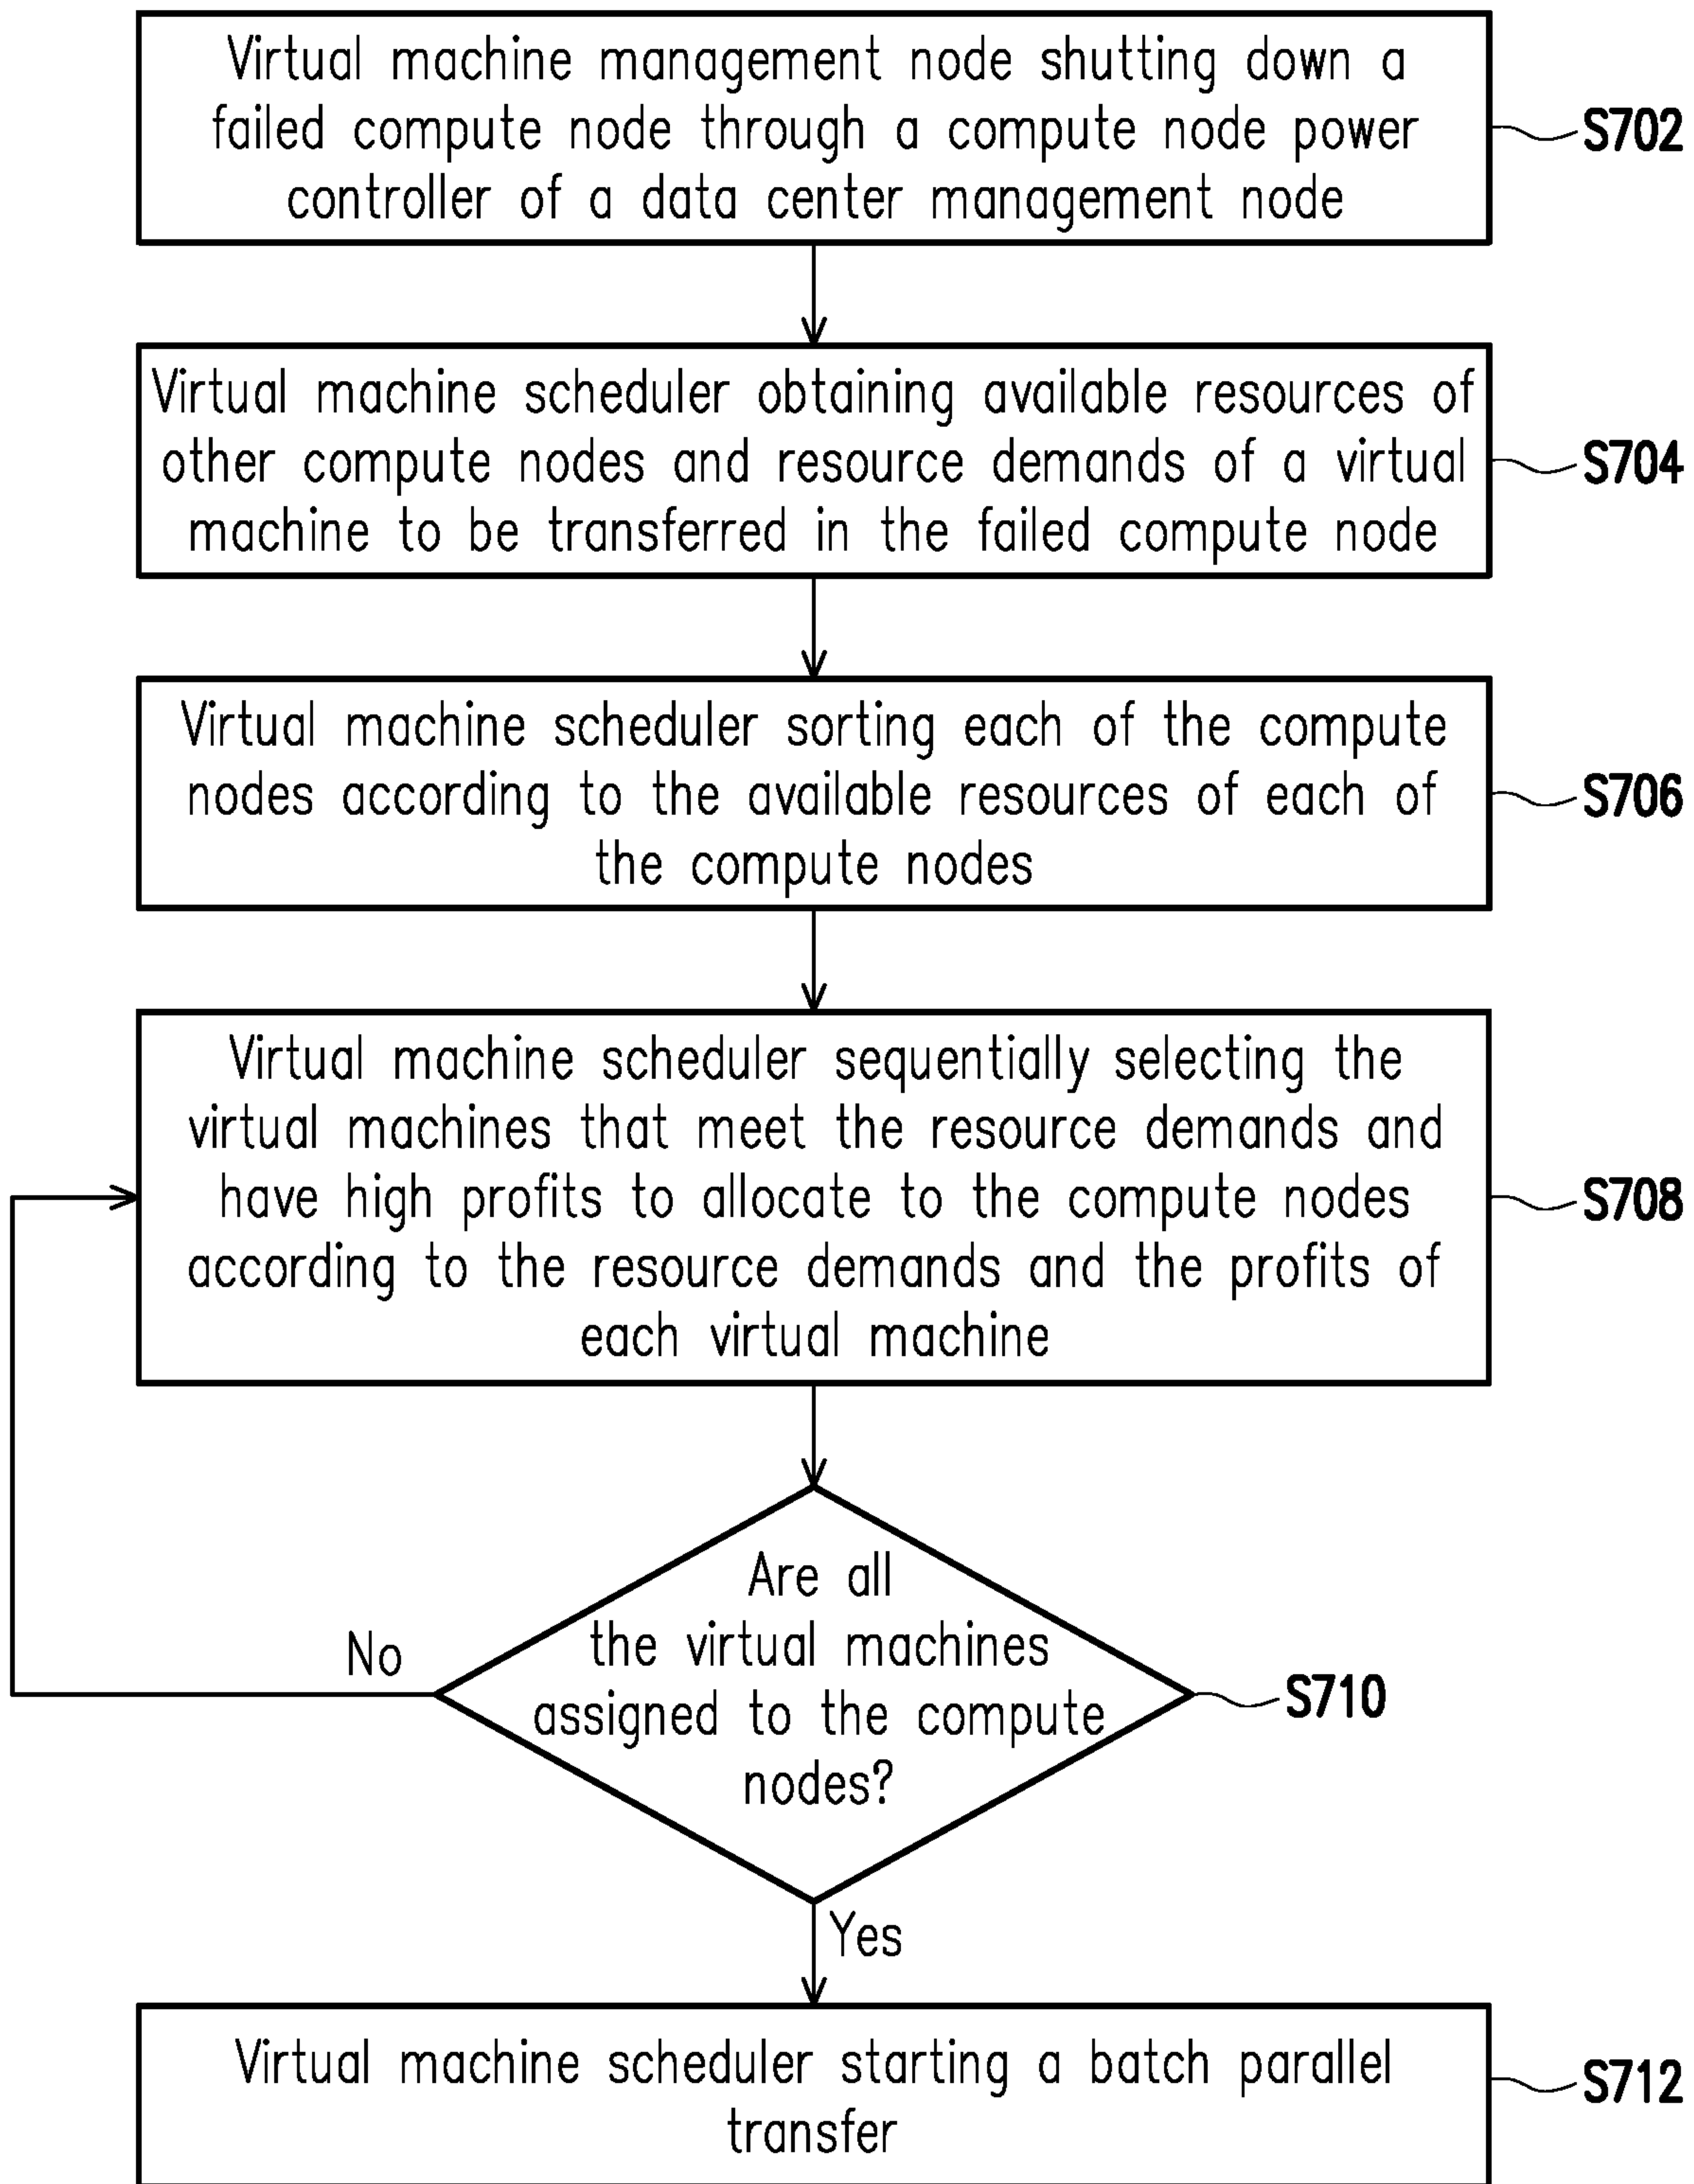 Virtual machine management node shutting down a
failed compute node through a compute node power
controller of a data center management node
S702
Virtual machine scheduler obtaining available resources of
other compute nodes and resource demands of a virtual
machine to be transferred in the failed compute node
S704
Virtual machine scheduler sorting each of the compute
nodes according to the available resources of each of
the compute nodes
S706
Virtual machine scheduler sequentially selecting the
virtual machines that meet the resource demands and
have high profits to allocate to the compute nodes
according to the resource demands and the profits of
each virtual machine
S708
Are all
the virtual machines
assigned to the compute
nodes?
S710
No
Yes
Virtual machine scheduler starting a batch parallel
transfer
S712